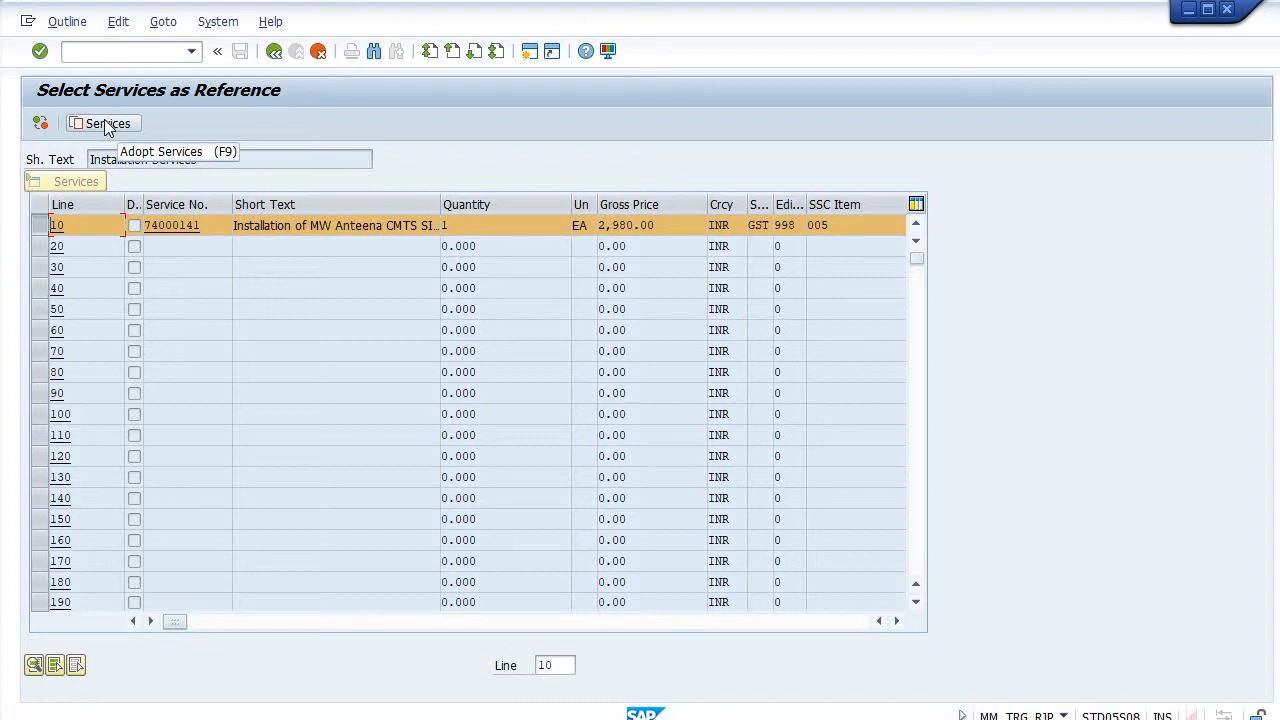 Outline Edit Goto System Help
Select Services as Reference
Services
Adopt Services (F9)
Sh. Text Installation Services
Services
Line D.. Service No. Short Text Quantity Un Gross Price Crcy S... Edi... SSC Item
10 74000141 Installation of MW Anteena CMTS SI... 1 EA 2,980.00 INR GST 998 005
20 0.000 0.00 INR 0
30 0.000 0.00 INR 0
40 0.000 0.00 INR 0
50 0.000 0.00 INR 0
60 0.000 0.00 INR 0
70 0.000 0.00 INR 0
80 0.000 0.00 INR 0
90 0.000 0.00 INR 0
100 0.000 0.00 INR 0
110 0.000 0.00 INR 0
120 0.000 0.00 INR 0
130 0.000 0.00 INR 0
140 0.000 0.00 INR 0
150 0.000 0.00 INR 0
160 0.000 0.00 INR 0
170 0.000 0.00 INR 0
180 0.000 0.00 INR 0
190 0.000 0.00 INR 0
Line 10
SAP MM_TRG_RJP STD05S08 INS